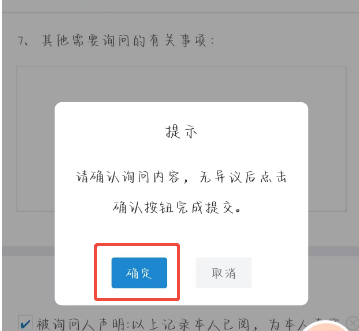 7、其他需要询问的有关事项:
提示
请确认询问内容，无异议后点击
确认按钮完成提交。
确定 取消
被询问人声明:以上记录本人已阅，为本人